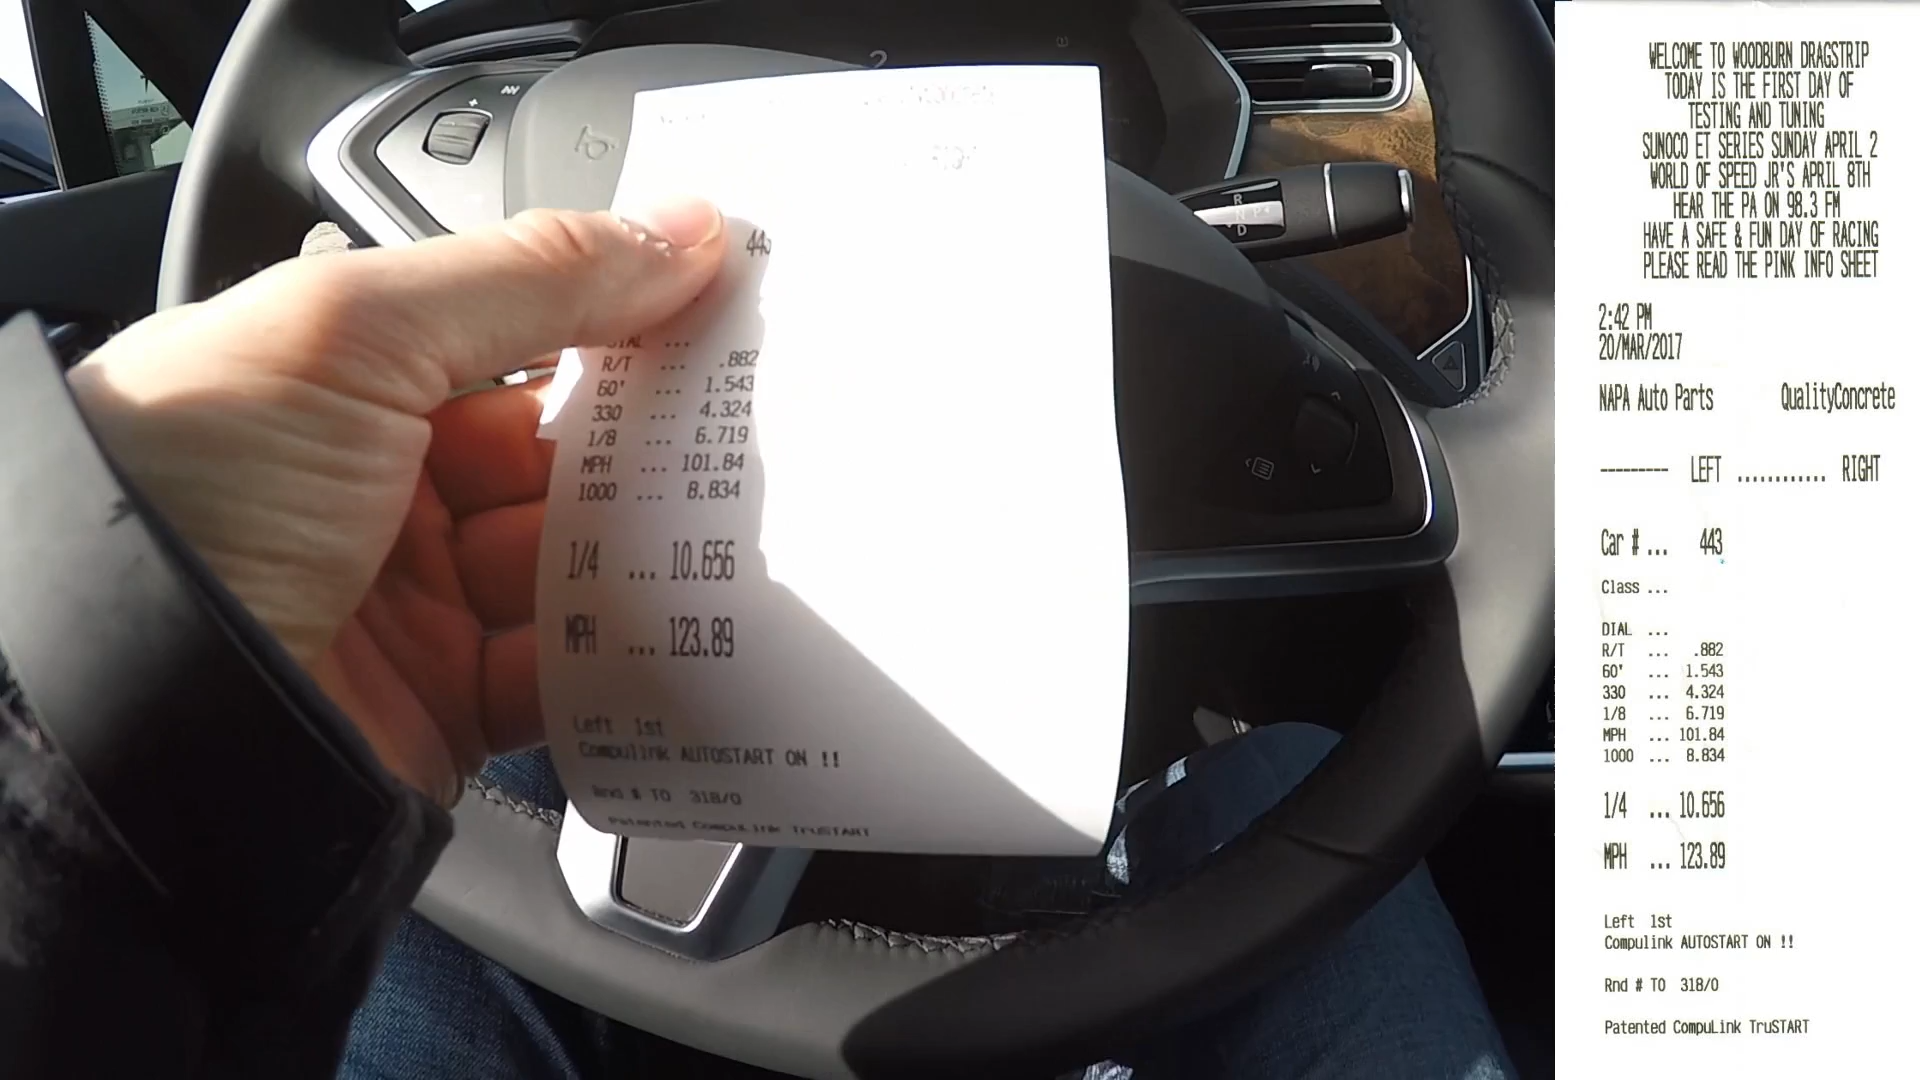 443
DIAL ...
R/T ... .882
60' ... 1.543
330 ... 4.324
1/8 ... 6.719
MPH ... 101.84
1000 ... 8.834
1/4 ... 10.656
MPH ... 123.89
Left 1st
Compulink AUTOSTART ON !!
Rnd # TO 318/0
Patented CompuLink TruSTART
R
N P
D
WELCOME TO WOODBURN DRAGSTRIP
TODAY IS THE FIRST DAY OF
TESTING AND TUNING
SUNOCO ET SERIES SUNDAY APRIL 2
WORLD OF SPEED JR'S APRIL 8TH
HEAR THE PA ON 98.3 FM
HAVE A SAFE & FUN DAY OF RACING
PLEASE READ THE PINK INFO SHEET
2:42 PM
20/MAR/2017
NAPA Auto Parts QualityConcrete
--------- LEFT ............ RIGHT
Car # ... 443
Class ...
DIAL ...
R/T ... .882
60' ... 1.543
330 ... 4.324
1/8 ... 6.719
MPH ... 101.84
1000 ... 8.834
1/4 ... 10.656
MPH ... 123.89
Left 1st
Compulink AUTOSTART ON !!
Rnd # TO 318/0
Patented CompuLink TruSTART